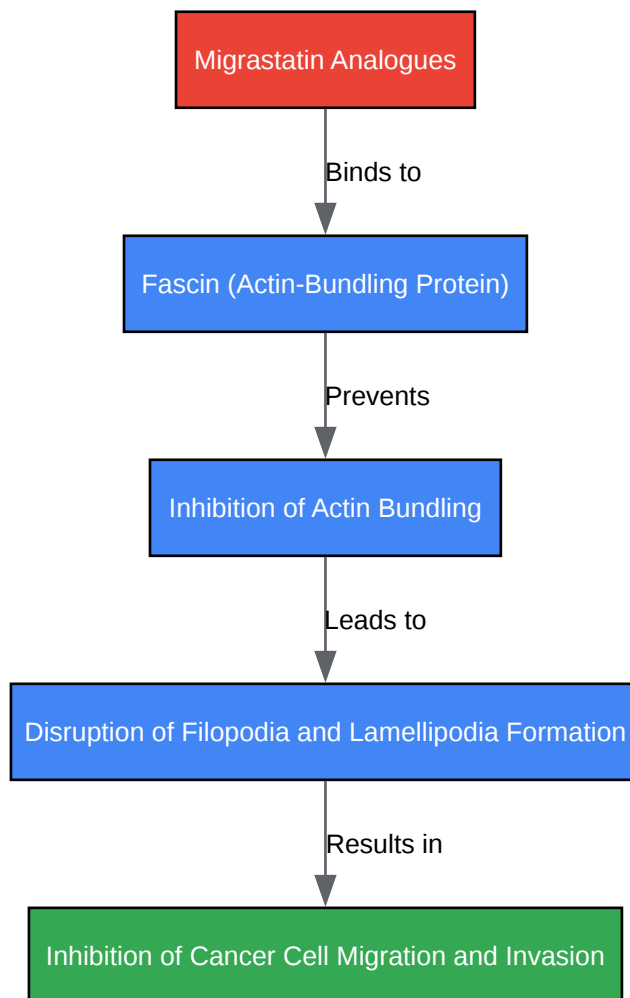 Migrastatin Analogues
Binds to
Fascin (Actin-Bundling Protein)
Prevents
Inhibition of Actin Bundling
Leads to
Disruption of Filopodia and Lamellipodia Formation
Results in
Inhibition of Cancer Cell Migration and Invasion